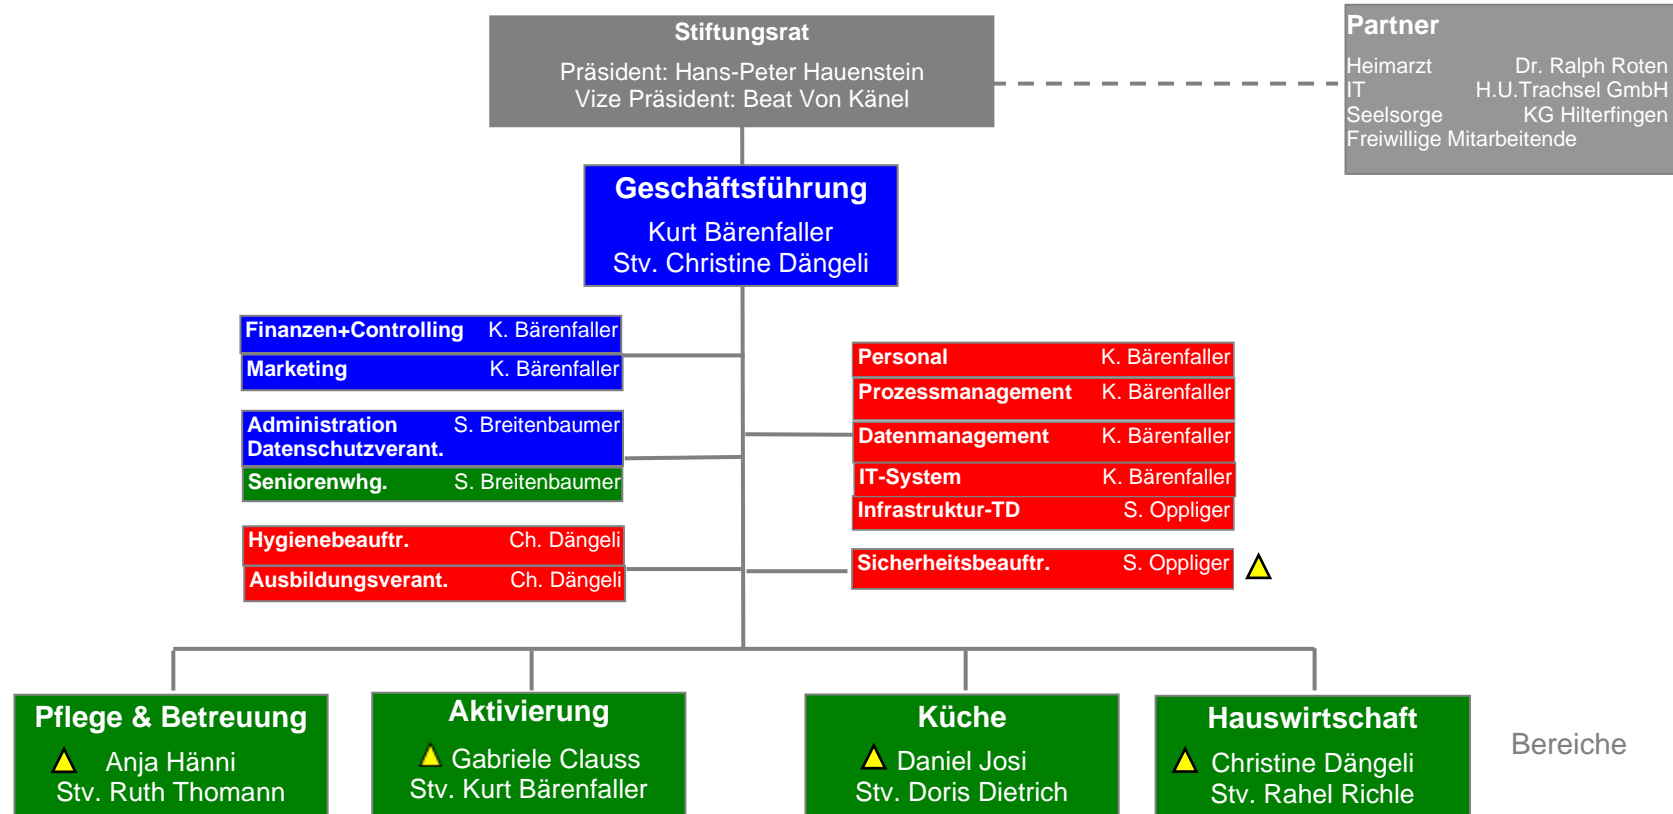 Stiftungsrat
Präsident: Hans-Peter Hauenstein
Vize Präsident: Beat Von Känel
Partner
Heimarzt Dr. Ralph Roten
IT H.U.Trachsel GmbH
Seelsorge KG Hilterfingen
Freiwillige Mitarbeitende
Geschäftsführung
Kurt Bärenfaller
Stv. Christine Dängeli
Finanzen+Controlling K. Bärenfaller
Marketing K. Bärenfaller
Administration S. Breitenbaumer
Datenschutzverant.
Seniorenwhg. S. Breitenbaumer
Hygienebeauftr. Ch. Dängeli
Ausbildungsverant. Ch. Dängeli
Personal K. Bärenfaller
Prozessmanagement K. Bärenfaller
Datenmanagement K. Bärenfaller
IT-System K. Bärenfaller
Infrastruktur-TD S. Oppliger
Sicherheitsbeauftr. S. Oppliger
Pflege & Betreuung
Anja Hänni
Stv. Ruth Thomann
Aktivierung
Gabriele Clauss
Stv. Kurt Bärenfaller
Küche
Daniel Josi
Stv. Doris Dietrich
Hauswirtschaft
Christine Dängeli
Stv. Rahel Richle
Bereiche